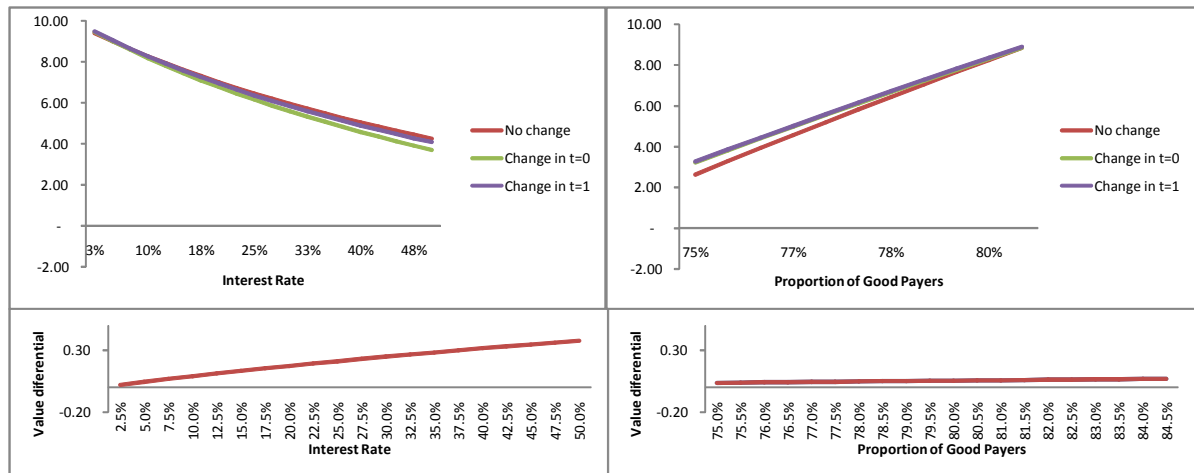 10.00
8.00
6.00
4.00
2.00
-
-2.00
3% 10% 18% 25% 33% 40% 48%
Interest Rate
No change
Change in t=0
Change in t=1
10.00
8.00
6.00
4.00
2.00
-
-2.00
75% 77% 78% 80%
Proportion of Good Payers
No change
Change in t=0
Change in t=1
Value differential
0.30
-0.20
2.5% 5.0% 7.5% 10.0% 12.5% 15.0% 17.5% 20.0% 22.5% 25.0% 27.5% 30.0% 32.5% 35.0% 37.5% 40.0% 42.5% 45.0% 47.5% 50.0%
Interest Rate
Value differential
0.30
-0.20
75.0% 75.5% 76.0% 76.5% 77.0% 77.5% 78.0% 78.5% 79.0% 79.5% 80.0% 80.5% 81.0% 81.5% 82.0% 82.5% 83.0% 83.5% 84.0% 84.5%
Proportion of Good Payers